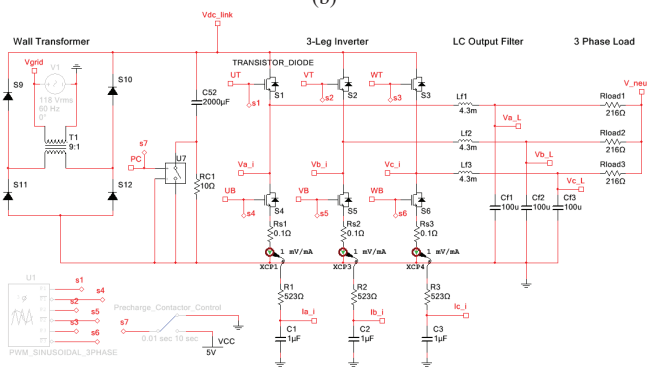 (b)
Vdc_link
Wall Transformer
3-Leg Inverter
LC Output Filter
3 Phase Load
Vgrid
V1
118 Vrms
60 Hz
0°
S9
S10
T1
9:1
S11
S12
C52
2000µF
s7
PC
U7
RC1
10Ω
TRANSISTOR_DIODE
UT
S1
s1
VT
S2
s2
WT
S3
s3
Va_i
Vb_i
Vc_i
UB
S4
s4
VB
S5
s5
WB
S6
s6
Rs1
0.1Ω
Rs2
0.1Ω
Rs3
0.1Ω
1 mV/mA
1 mV/mA
1 mV/mA
XCP1
XCP3
XCP4
R1
523Ω
R2
523Ω
R3
523Ω
Ia_i
Ib_i
Ic_i
C1
1µF
C2
1µF
C3
1µF
Lf1
4.3m
Lf2
4.3m
Lf3
4.3m
Va_L
Vb_L
Vc_L
Cf1
100u
Cf2
100u
Cf3
100u
V_neu
Rload1
216Ω
Rload2
216Ω
Rload3
216Ω
U1
s1
s4
s2
s5
s3
s6
PWM_SINUSOIDAL_3PHASE
Precharge_Contactor_Control
s7
0.01 sec 10 sec
VCC
5V